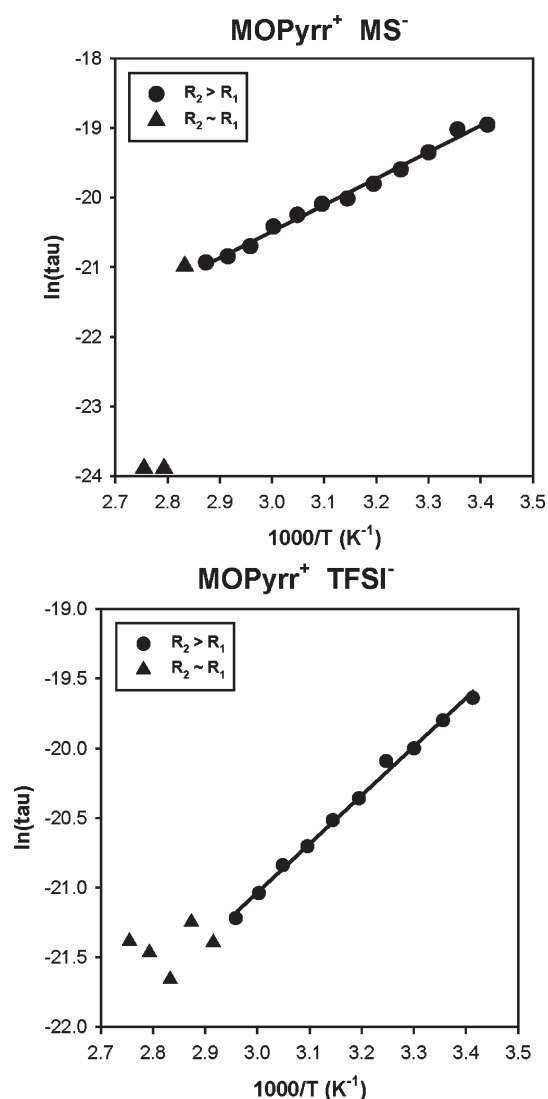 MOPyrr⁺ MS⁻
-18
R₂ > R₁
R₂ ~ R₁
-19
-20
-21
-22
-23
-24
ln(tau)
2.7 2.8 2.9 3.0 3.1 3.2 3.3 3.4 3.5
1000/T (K⁻¹)
MOPyrr⁺ TFSI⁻
-19.0
R₂ > R₁
R₂ ~ R₁
-19.5
-20.0
-20.5
-21.0
-21.5
-22.0
ln(tau)
2.7 2.8 2.9 3.0 3.1 3.2 3.3 3.4 3.5
1000/T (K⁻¹)